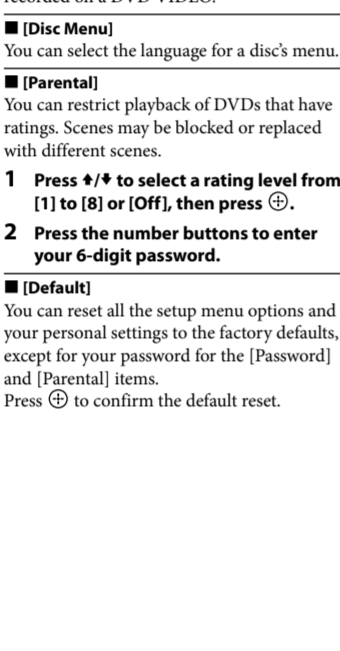 recorded on a DVD VIDEO.
■ [Disc Menu]
You can select the language for a disc's menu.
■ [Parental]
You can restrict playback of DVDs that have
ratings. Scenes may be blocked or replaced
with different scenes.
1 Press ↑/↓ to select a rating level from
[1] to [8] or [Off], then press ⊕.
2 Press the number buttons to enter
your 6-digit password.
■ [Default]
You can reset all the setup menu options and
your personal settings to the factory defaults,
except for your password for the [Password]
and [Parental] items.
Press ⊕ to confirm the default reset.